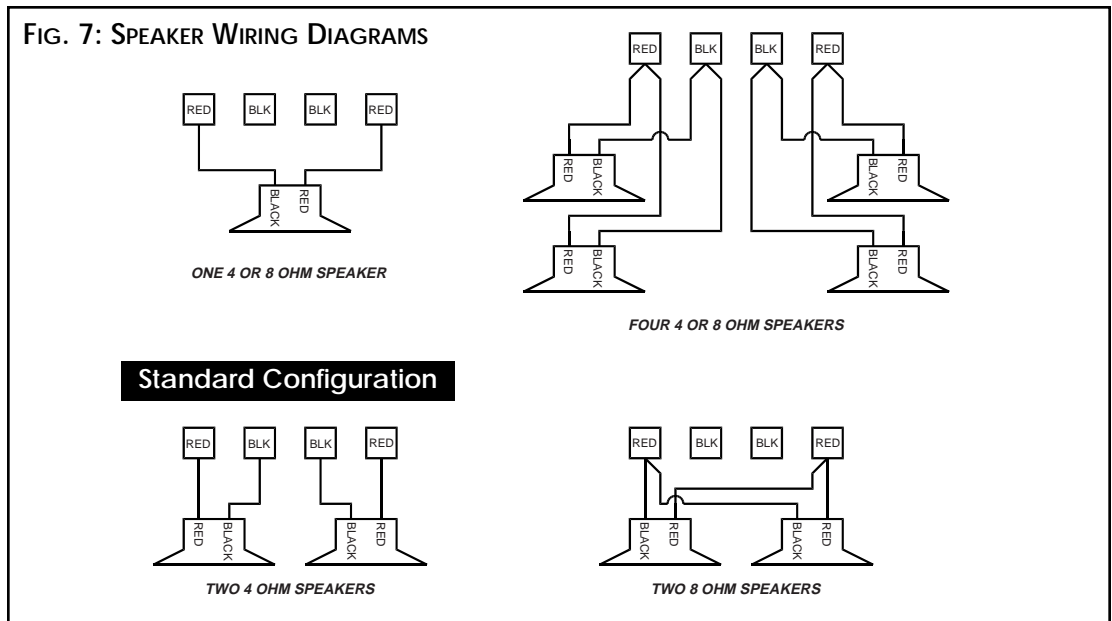 FIG. 7: SPEAKER WIRING DIAGRAMS
RED BLK BLK RED
BLACK RED
ONE 4 OR 8 OHM SPEAKER
RED BLK BLK RED
RED BLACK BLACK RED
RED BLACK BLACK RED
FOUR 4 OR 8 OHM SPEAKERS
Standard Configuration
RED BLK BLK RED
RED BLACK BLACK RED
TWO 4 OHM SPEAKERS
RED BLK BLK RED
BLACK RED BLACK RED
TWO 8 OHM SPEAKERS